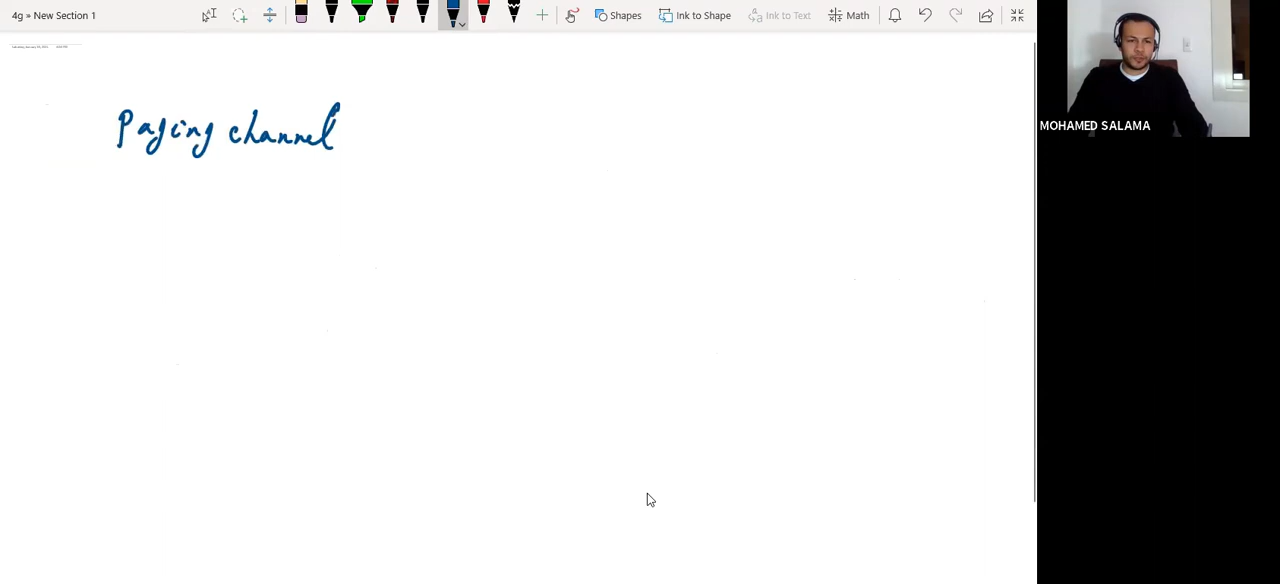 4g » New Section 1
Shapes
Ink to Shape
Ink to Text
Math
Paging channel
MOHAMED SALAMA